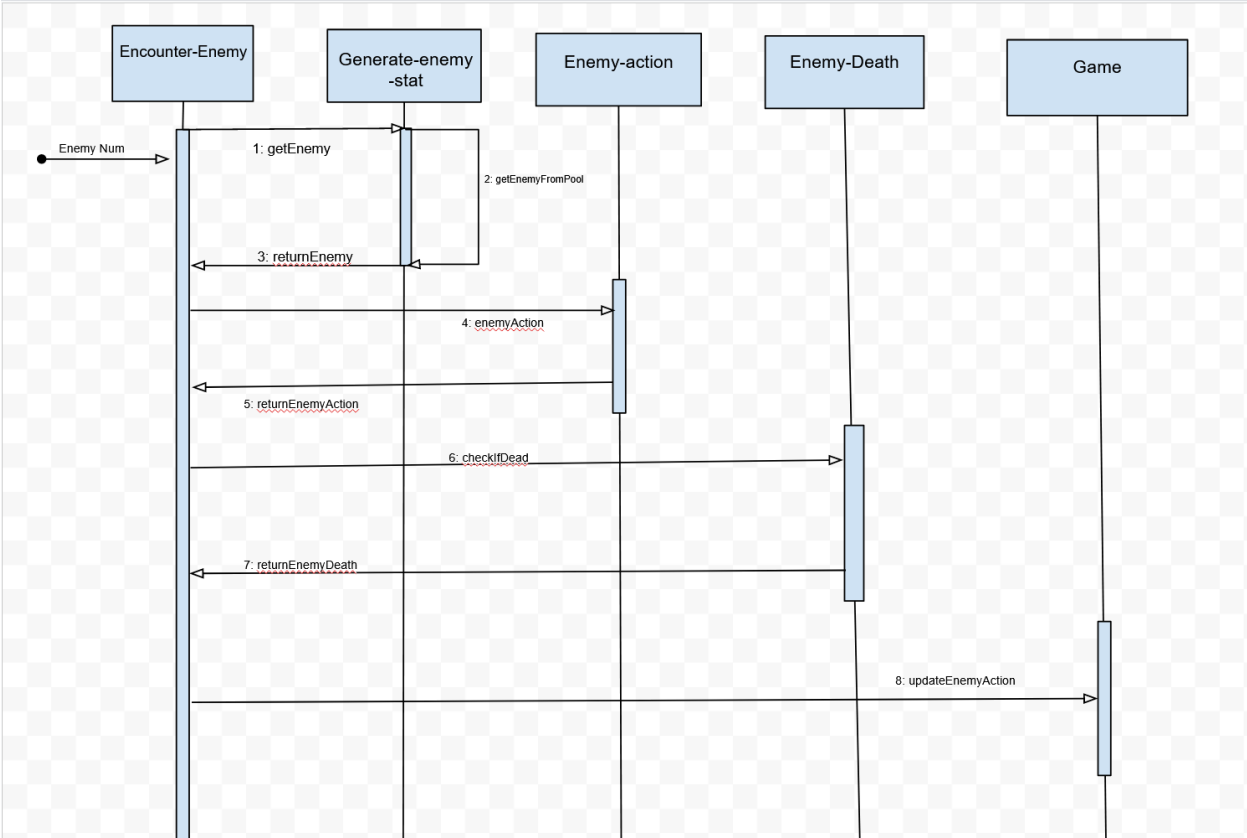 Encounter-Enemy
Generate-enemy
-stat
Enemy-action
Enemy-Death
Game
Enemy Num
1: getEnemy
2: getEnemyFromPool
3: returnEnemy
4: enemyAction
5: returnEnemyAction
6: checkIfDead
7: returnEnemyDeath
8: updateEnemyAction